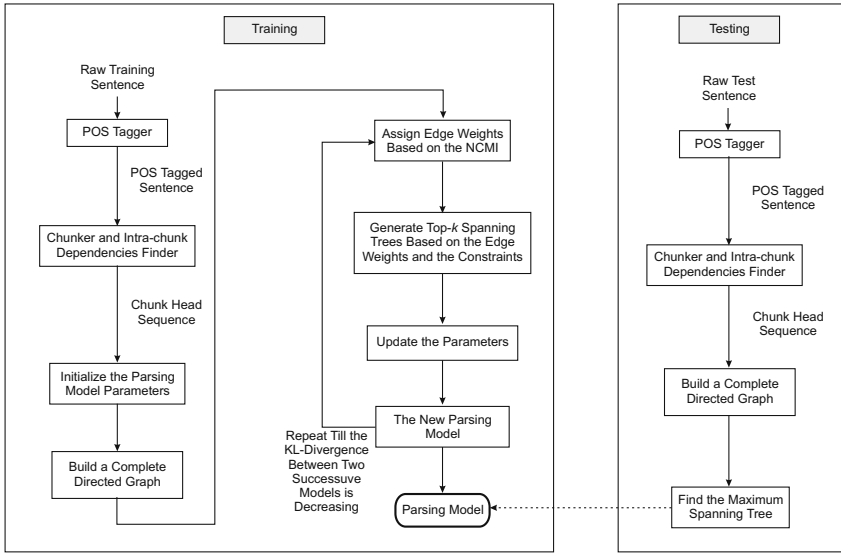 Training
Raw Training
Sentence
POS Tagger
POS Tagged
Sentence
Chunker and Intra-chunk
Dependencies Finder
Chunk Head
Sequence
Initialize the Parsing
Model Parameters
Build a Complete
Directed Graph
Assign Edge Weights
Based on the NCMI
Generate Top-k Spanning
Trees Based on the Edge
Weights and the Constraints
Update the Parameters
The New Parsing
Model
Repeat Till the
KL-Divergence
Between Two
Successuve
Models is
Decreasing
Parsing Model
Testing
Raw Test
Sentence
POS Tagger
POS Tagged
Sentence
Chunker and Intra-chunk
Dependencies Finder
Chunk Head
Sequence
Build a Complete
Directed Graph
Find the Maximum
Spanning Tree